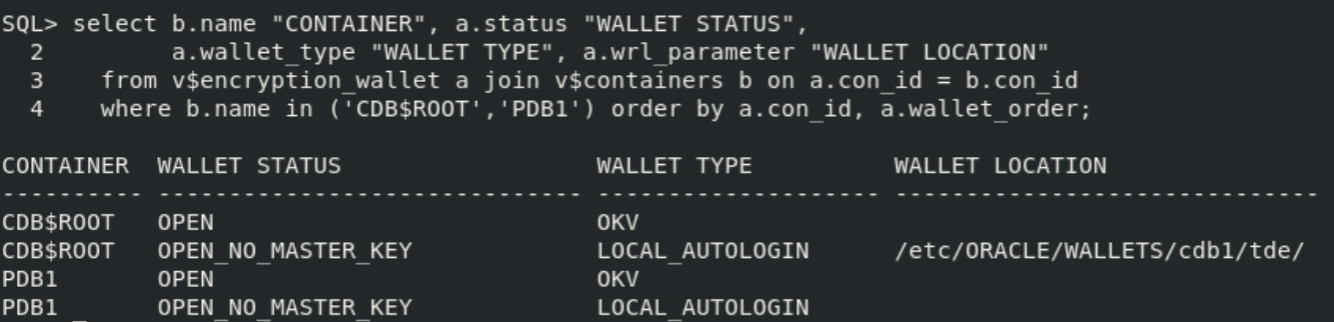 SQL> select b.name "CONTAINER", a.status "WALLET STATUS",
  2         a.wallet_type "WALLET TYPE", a.wrl_parameter "WALLET LOCATION"
  3    from v$encryption_wallet a join v$containers b on a.con_id = b.con_id
  4    where b.name in ('CDB$ROOT','PDB1') order by a.con_id, a.wallet_order;
CONTAINER  WALLET STATUS                  WALLET TYPE          WALLET LOCATION
---------- ------------------------------ -------------------- ------------------------------
CDB$ROOT   OPEN                           OKV
CDB$ROOT   OPEN_NO_MASTER_KEY             LOCAL_AUTOLOGIN      /etc/ORACLE/WALLETS/cdb1/tde/
PDB1       OPEN                           OKV
PDB1       OPEN_NO_MASTER_KEY             LOCAL_AUTOLOGIN